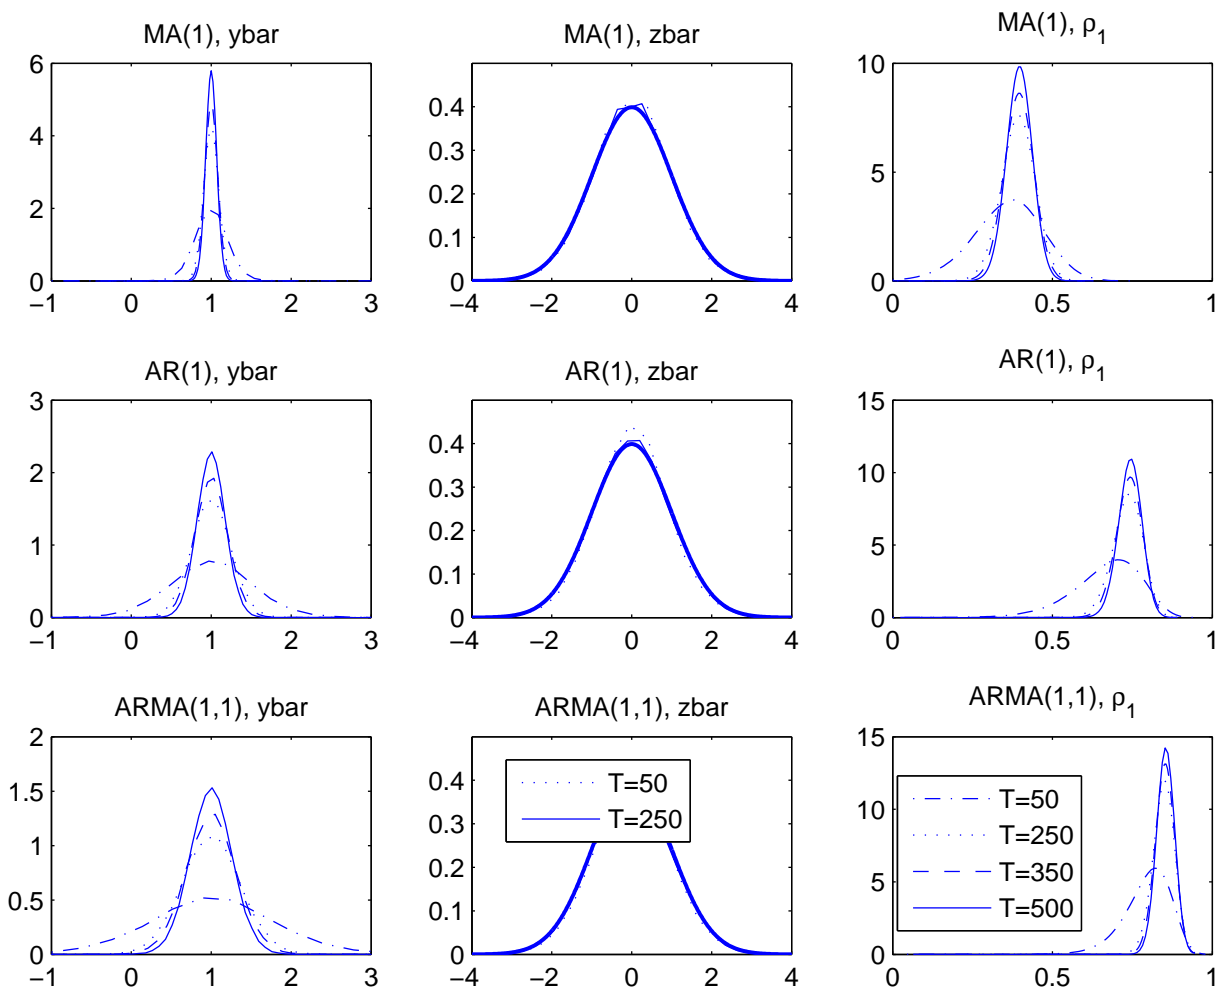 MA(1), ybar
6
4
2
0
−1 0 1 2 3
MA(1), zbar
0.4
0.3
0.2
0.1
0
−4 −2 0 2 4
MA(1), ρ1
10
5
0
0 0.5 1
AR(1), ybar
3
2
1
0
−1 0 1 2 3
AR(1), zbar
0.4
0.3
0.2
0.1
0
−4 −2 0 2 4
AR(1), ρ1
15
10
5
0
0 0.5 1
ARMA(1,1), ybar
2
1.5
1
0.5
0
−1 0 1 2 3
ARMA(1,1), zbar
0.4
0.3
0.2
0.1
0
−4 −2 0 2 4
T=50
T=250
ARMA(1,1), ρ1
15
10
5
0
0 0.5 1
T=50
T=250
T=350
T=500